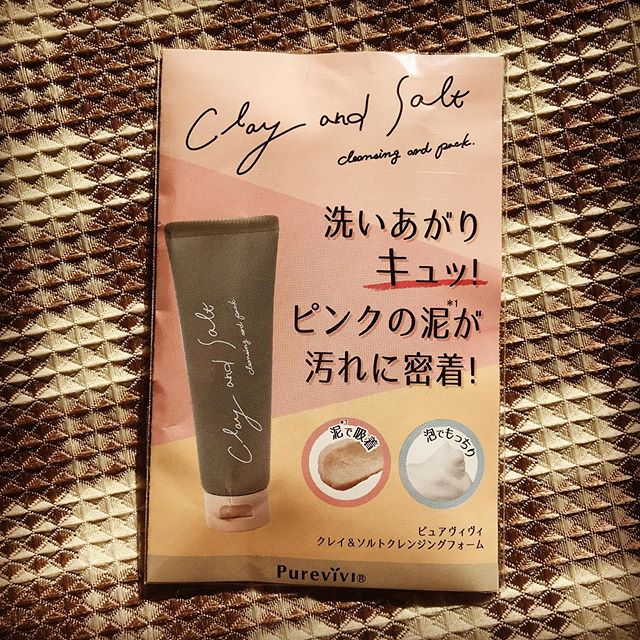 Clay and Salt
cleansing and pack.
洗いあがり
キュッ!
ピンクの泥*1が
汚れに密着!
Clay and Salt
cleansing and pack
*1
泥で吸着
泡でもっちり
ピュアヴィヴィ
クレイ&ソルトクレンジングフォーム
Purevivi®